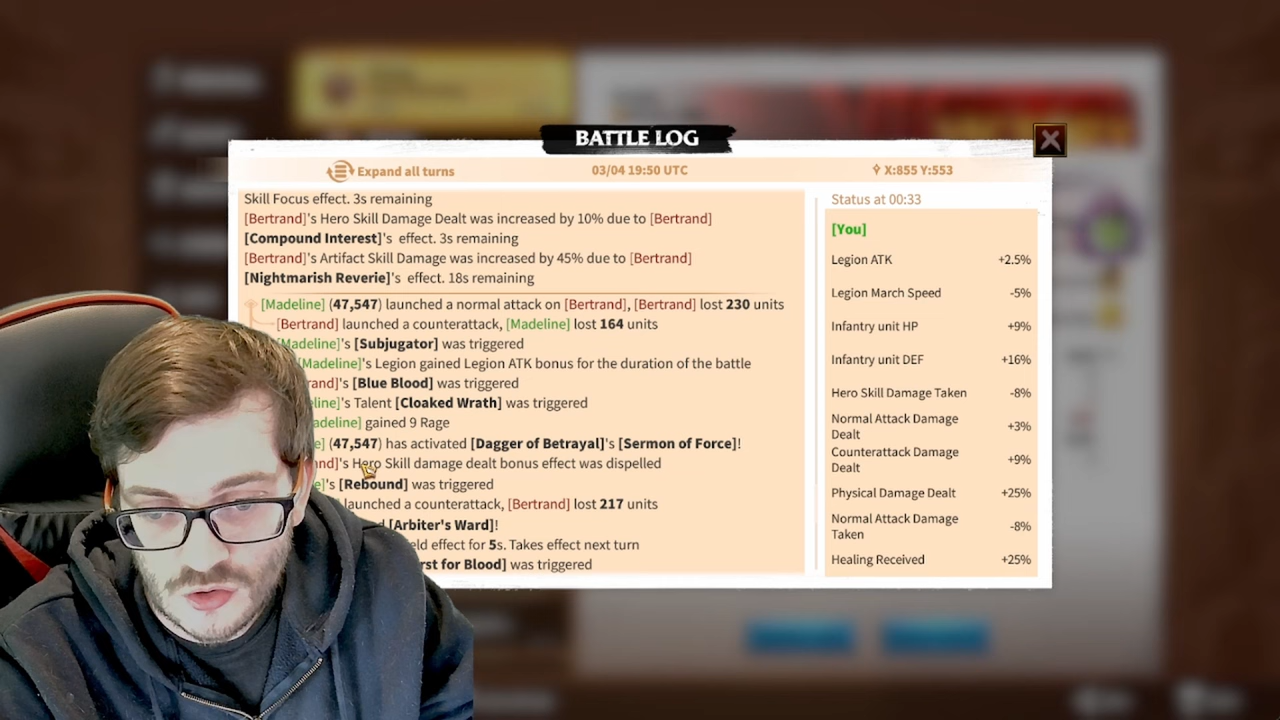 BATTLE LOG
Expand all turns
03/04 19:50 UTC
X:855 Y:553
Skill Focus effect. 3s remaining
[Bertrand]'s Hero Skill Damage Dealt was increased by 10% due to [Bertrand]
[Compound Interest]'s effect. 3s remaining
[Bertrand]'s Artifact Skill Damage was increased by 45% due to [Bertrand]
[Nightmarish Reverie]'s effect. 18s remaining
[Madeline] (47,547) launched a normal attack on [Bertrand], [Bertrand] lost 230 units
[Bertrand] launched a counterattack, [Madeline] lost 164 units
[Madeline]'s [Subjugator] was triggered
[Madeline]'s Legion gained Legion ATK bonus for the duration of the battle
[Blue Blood] was triggered
Talent [Cloaked Wrath] was triggered
gained 9 Rage
(47,547) has activated [Dagger of Betrayal]'s [Sermon of Force]!
Hero Skill damage dealt bonus effect was dispelled
[Rebound] was triggered
launched a counterattack, [Bertrand] lost 217 units
[Arbiter's Ward]!
effect for 5s. Takes effect next turn
for Blood] was triggered
Status at 00:33
[You]
Legion ATK +2.5%
Legion March Speed -5%
Infantry unit HP +9%
Infantry unit DEF +16%
Hero Skill Damage Taken -8%
Normal Attack Damage
Dealt +3%
Counterattack Damage
Dealt +9%
Physical Damage Dealt +25%
Normal Attack Damage
Taken -8%
Healing Received +25%